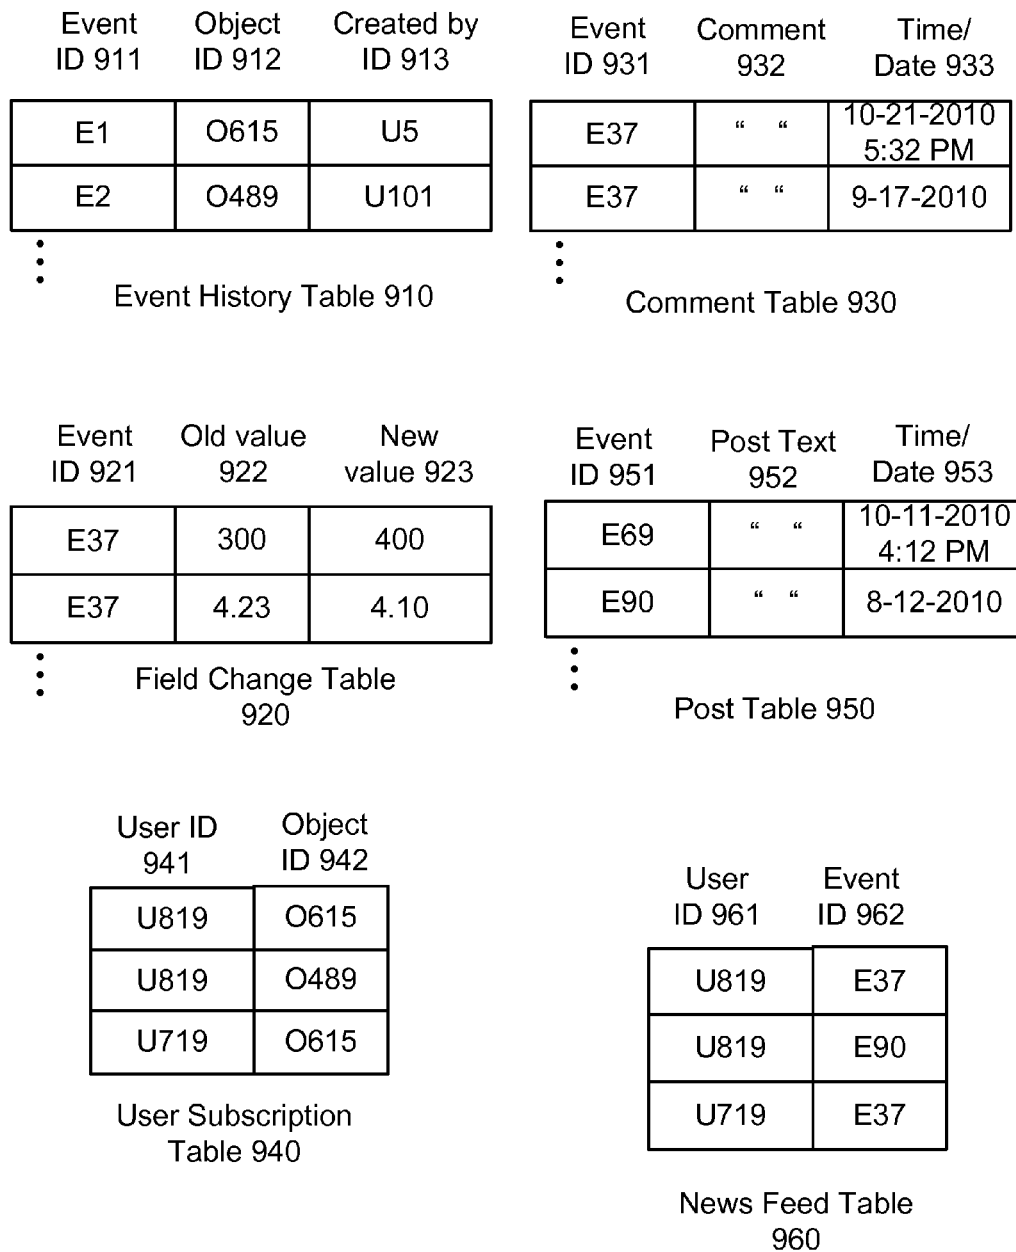 Event ID 911 Object ID 912 Created by ID 913
E1 O615 U5
E2 O489 U101
Event History Table 910
Event ID 931 Comment 932 Time/ Date 933
E37 “ “ 10-21-2010 5:32 PM
E37 “ “ 9-17-2010
Comment Table 930
Event ID 921 Old value 922 New value 923
E37 300 400
E37 4.23 4.10
Field Change Table 920
Event ID 951 Post Text 952 Time/ Date 953
E69 “ “ 10-11-2010 4:12 PM
E90 “ “ 8-12-2010
Post Table 950
User ID 941 Object ID 942
U819 O615
U819 O489
U719 O615
User Subscription Table 940
User ID 961 Event ID 962
U819 E37
U819 E90
U719 E37
News Feed Table 960